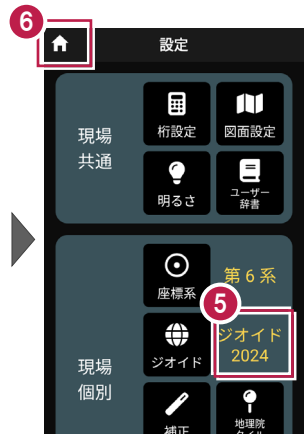 6
設定
現場
共通
桁設定
図面設定
明るさ
ユーザー
辞書
現場
個別
座標系
第6系
5
ジオイド
ジオイド
2024
補正
地理院
タイル